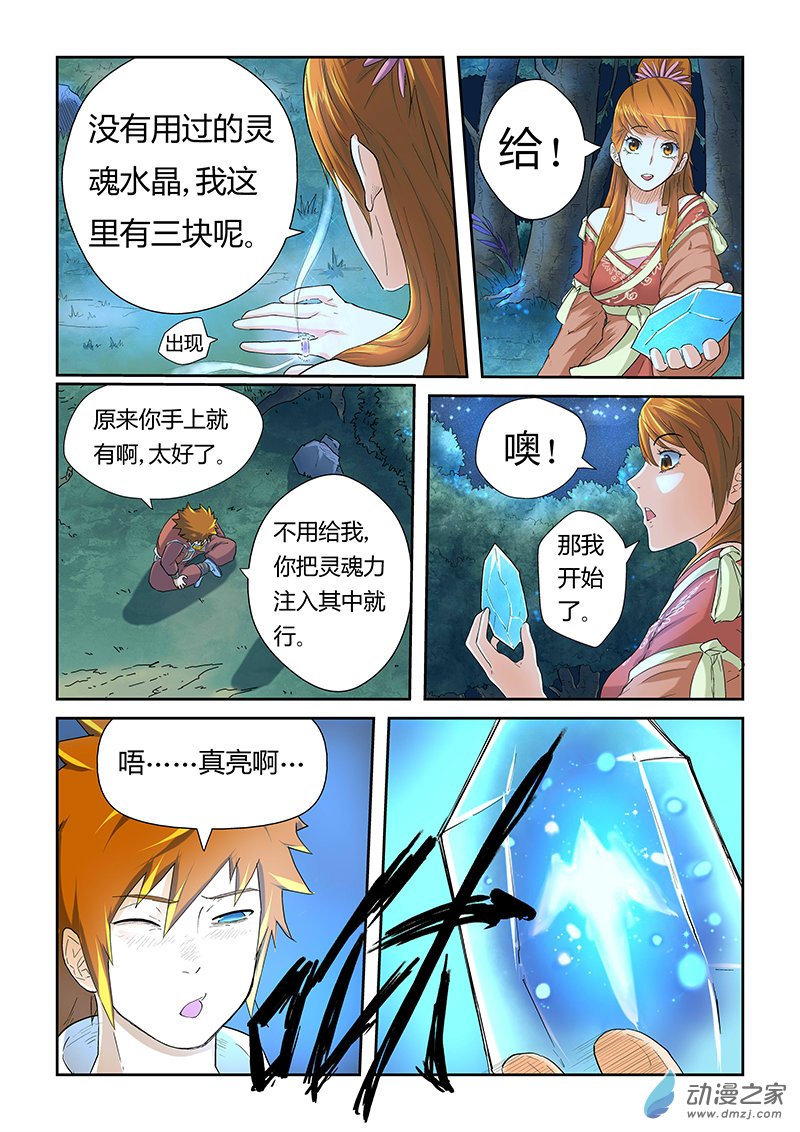 没有用过的灵
魂水晶，我这
里有三块呢。
出现
给！
原来你手上就
有啊，太好了。
不用给我，
你把灵魂力
注入其中就
行。
噢！
那我
开始
了。
唔……真亮啊…
动漫之家
www.dmzj.com